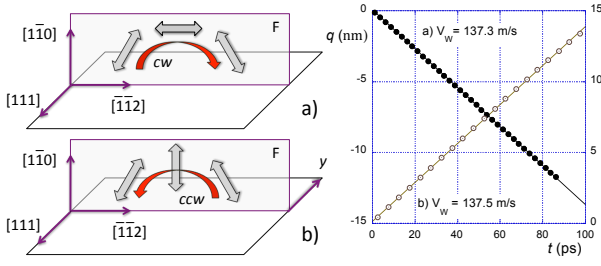 [11̄0]
F
cw
[111]
[1̄1̄2]
a)
[11̄0]
F
y
ccw
[111]
[1̄1̄2]
b)
q
(nm)
0
-5
-10
-15
a) V_W = 137.3 m/s
b) V_W = 137.5 m/s
15
10
5
0
0 20 40 60 80 100
t (ps)